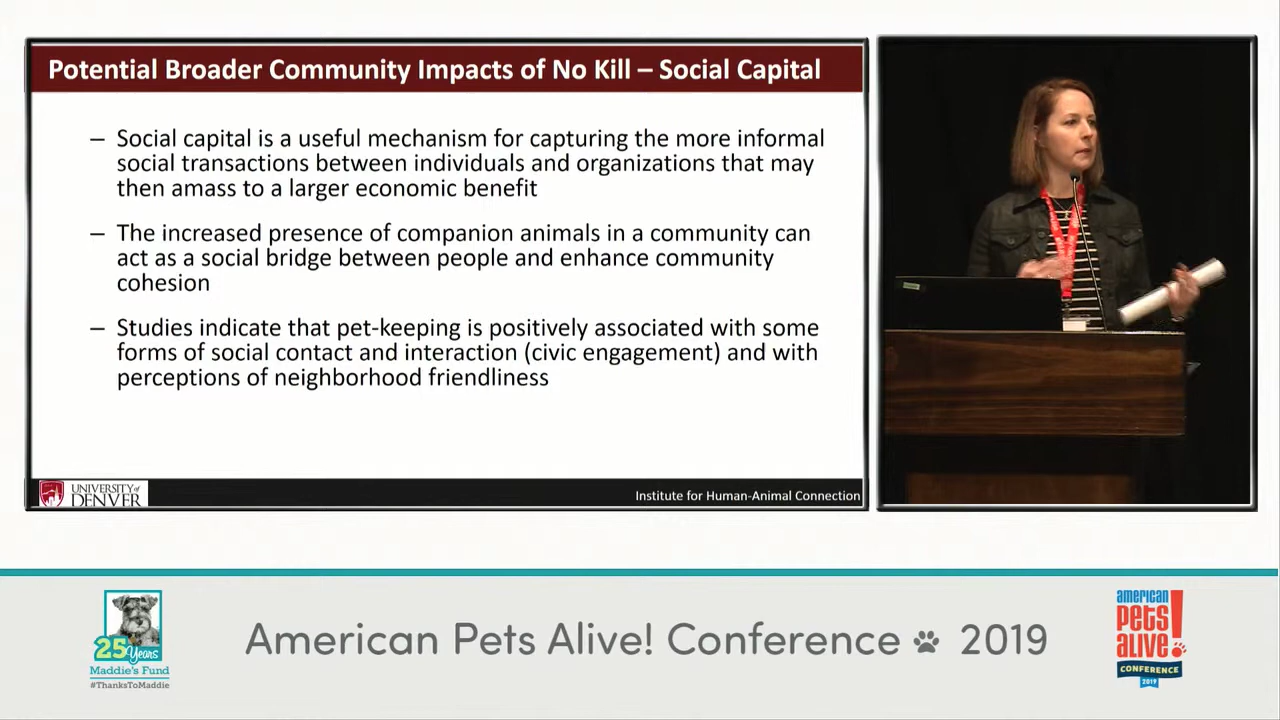 Potential Broader Community Impacts of No Kill – Social Capital
– Social capital is a useful mechanism for capturing the more informal
social transactions between individuals and organizations that may
then amass to a larger economic benefit
– The increased presence of companion animals in a community can
act as a social bridge between people and enhance community
cohesion
– Studies indicate that pet-keeping is positively associated with some
forms of social contact and interaction (civic engagement) and with
perceptions of neighborhood friendliness
UNIVERSITY of
DENVER
Institute for Human-Animal Connection
25 Years
Maddie's Fund
#ThanksToMaddie
American Pets Alive! Conference 2019
american
pets
alive!
CONFERENCE
2019